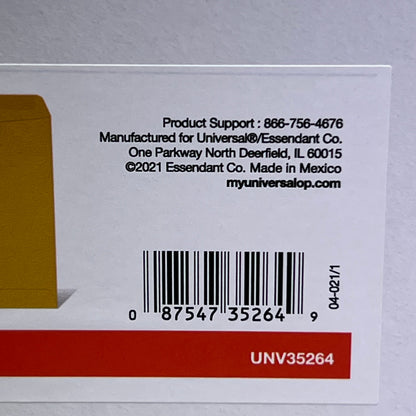 Product Support : 866-756-4676
Manufactured for Universal®/Essendant Co.
One Parkway North Deerfield, IL 60015
©2021 Essendant Co. Made in Mexico
myuniversalop.com
0 87547 35264 9
04-021/1
UNV35264